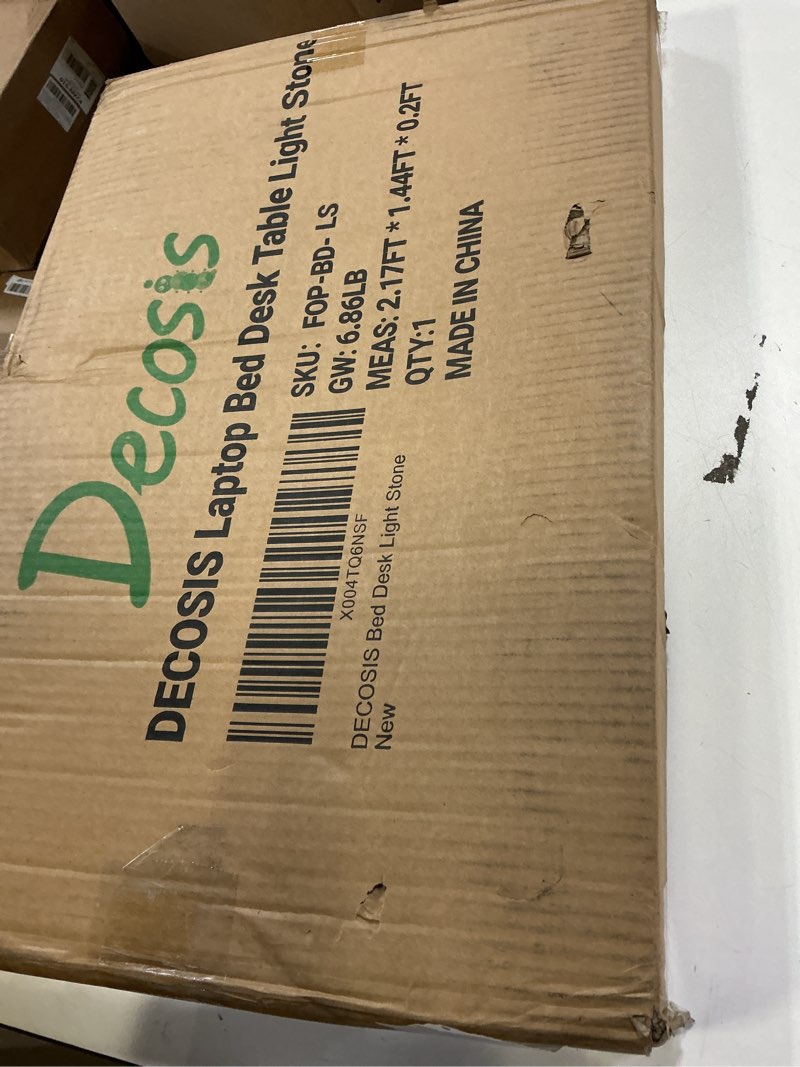 Decosis
DECOSIS Laptop Bed Desk Table Light Stone
SKU: FOP-BD- LS
GW: 6.86LB
MEAS: 2.17FT * 1.44FT * 0.2FT
QTY:1
MADE IN CHINA
X004TQ6NSF
DECOSIS Bed Desk Light Stone
New